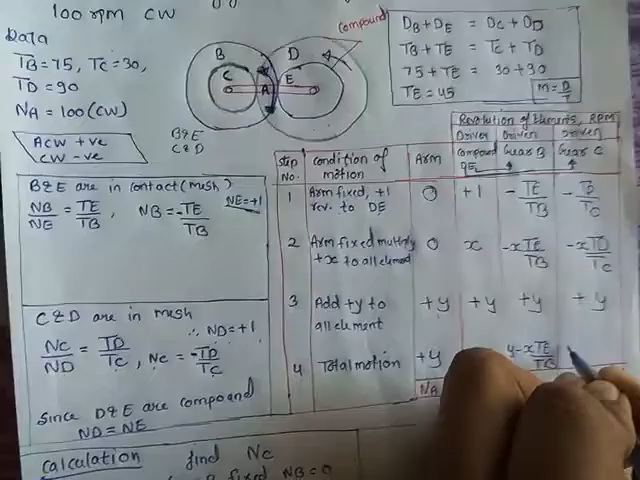 100 rpm CW
Data
TB = 75, TC = 30,
TD = 90
NA = 100 (CW)
ACW +ve
CW -ve
B&E
C&D
compound
B
C
A
E
D
DB + DE = DC + DD
TB + TE = TC + TD
75 + TE = 30 + 90
TE = 45
m = D/T
B&E are in contact (mesh)
NB/NE = TE/TB, NB = -TE/TB
NE = +1
C&D are in mesh
∴ ND = +1
NC/ND = TD/TC, NC = -TD/TC
Since D&E are compound
ND = NE
Revolution of Elements, RPM
Step No. | condition of motion | Arm | Driver compound | Driven Gear B | Driven Gear C
1 | Arm fixed, +1 rev. to DE | 0 | +1 | -TE/TB | -TD/TC
2 | Arm fixed multiply +x to all element | 0 | x | -xTE/TB | -xTD/TC
3 | Add +y to all element | +y | +y | +y | +y
4 | Total motion | +y | y-xTE/TB
NA
Calculation find NC
fixed NB = 0